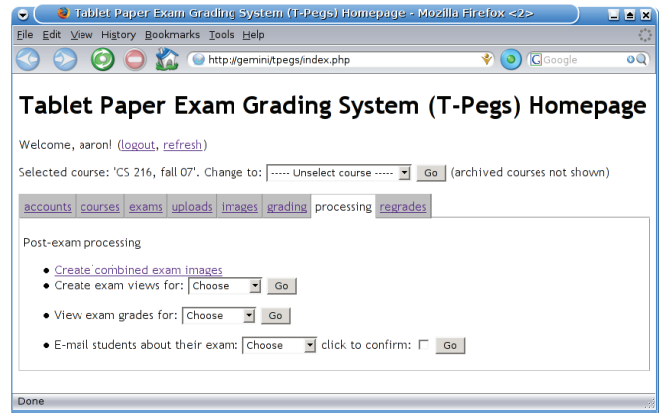 Tablet Paper Exam Grading System (T-Pegs) Homepage - Mozilla Firefox <2>
File Edit View History Bookmarks Tools Help
http://gemini/tpegs/index.php Google
Tablet Paper Exam Grading System (T-Pegs) Homepage
Welcome, aaron! (logout, refresh)
Selected course: 'CS 216, fall 07'. Change to: ----- Unselect course ----- Go (archived courses not shown)
accounts courses exams uploads images grading processing regrades
Post-exam processing
Create combined exam images
Create exam views for: Choose Go
View exam grades for: Choose Go
E-mail students about their exam: Choose click to confirm: Go
Done